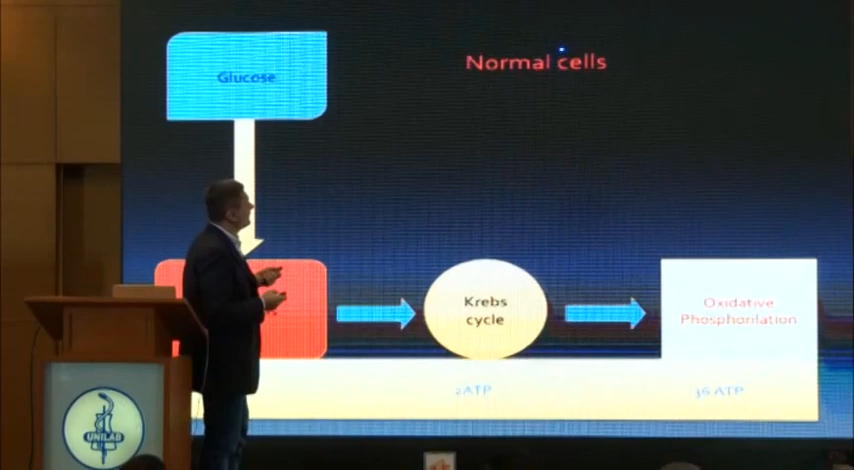 Glucose
Normal cells
Krebs
cycle
Oxidative
Phosphorilation
2ATP
36 ATP
UNILAB